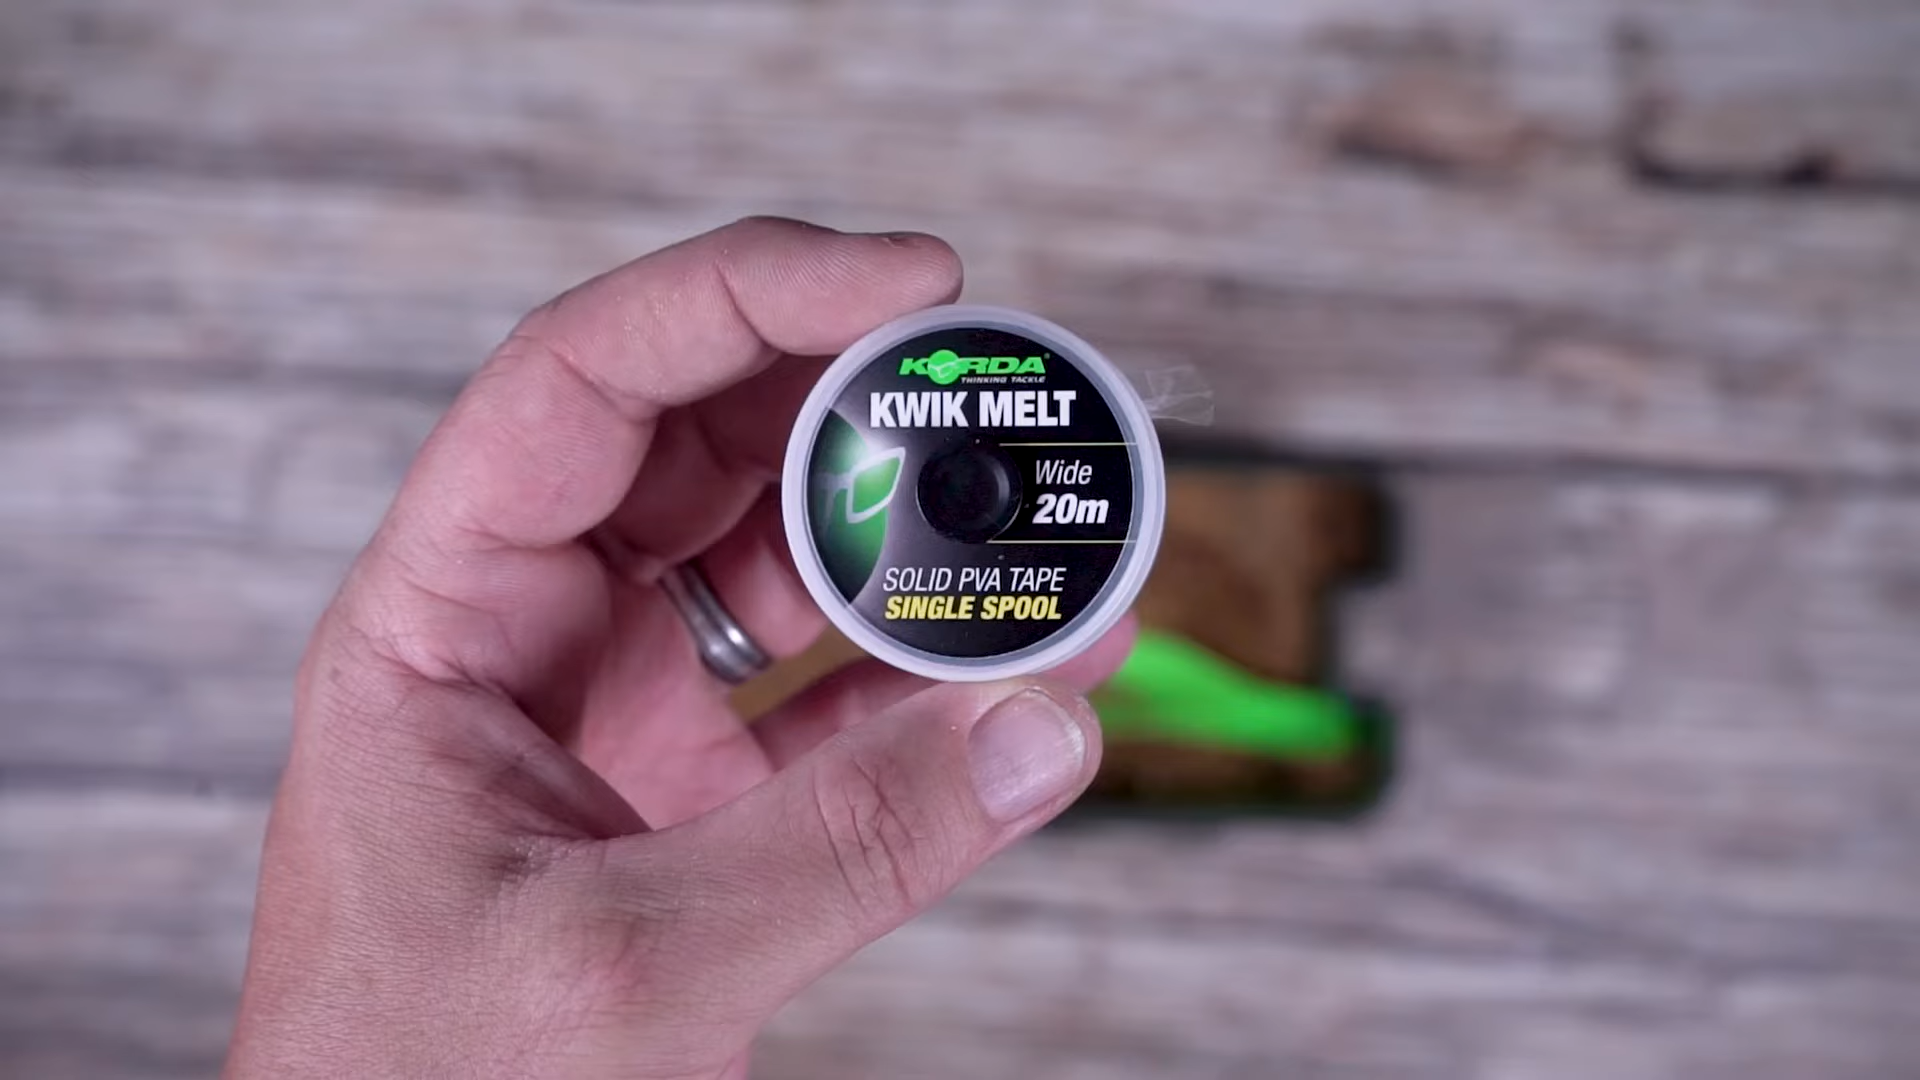 KORDA®
THINKING TACKLE
KWIK MELT
Wide
20m
SOLID PVA TAPE
SINGLE SPOOL